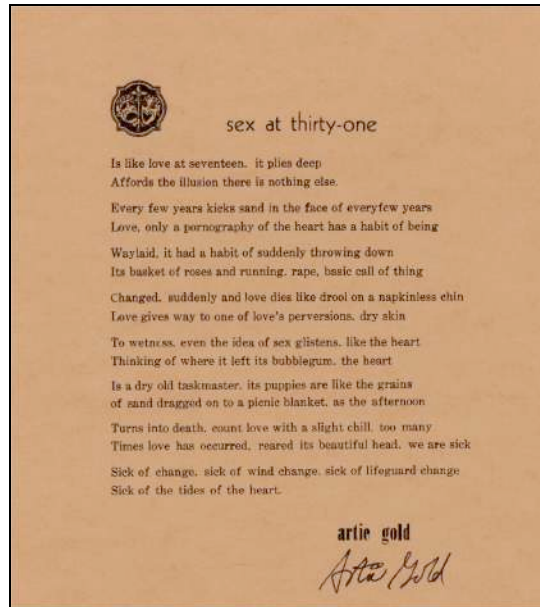 sex at thirty-one
Is like love at seventeen. it plies deep
Affords the illusion there is nothing else.
Every few years kicks sand in the face of everyfew years
Love, only a pornography of the heart has a habit of being
Waylaid, it had a habit of suddenly throwing down
Its basket of roses and running. rape, basic call of thing
Changed. suddenly and love dies like drool on a napkinless chin
Love gives way to one of love's perversions. dry skin
To wetness. even the idea of sex glistens. like the heart
Thinking of where it left its bubblegum. the heart
Is a dry old taskmaster. its puppies are like the grains
of sand dragged on to a picnic blanket. as the afternoon
Turns into death. count love with a slight chill. too many
Times love has occurred, reared its beautiful head. we are sick
Sick of change. sick of wind change. sick of lifeguard change
Sick of the tides of the heart.
artie gold
Artie Gold